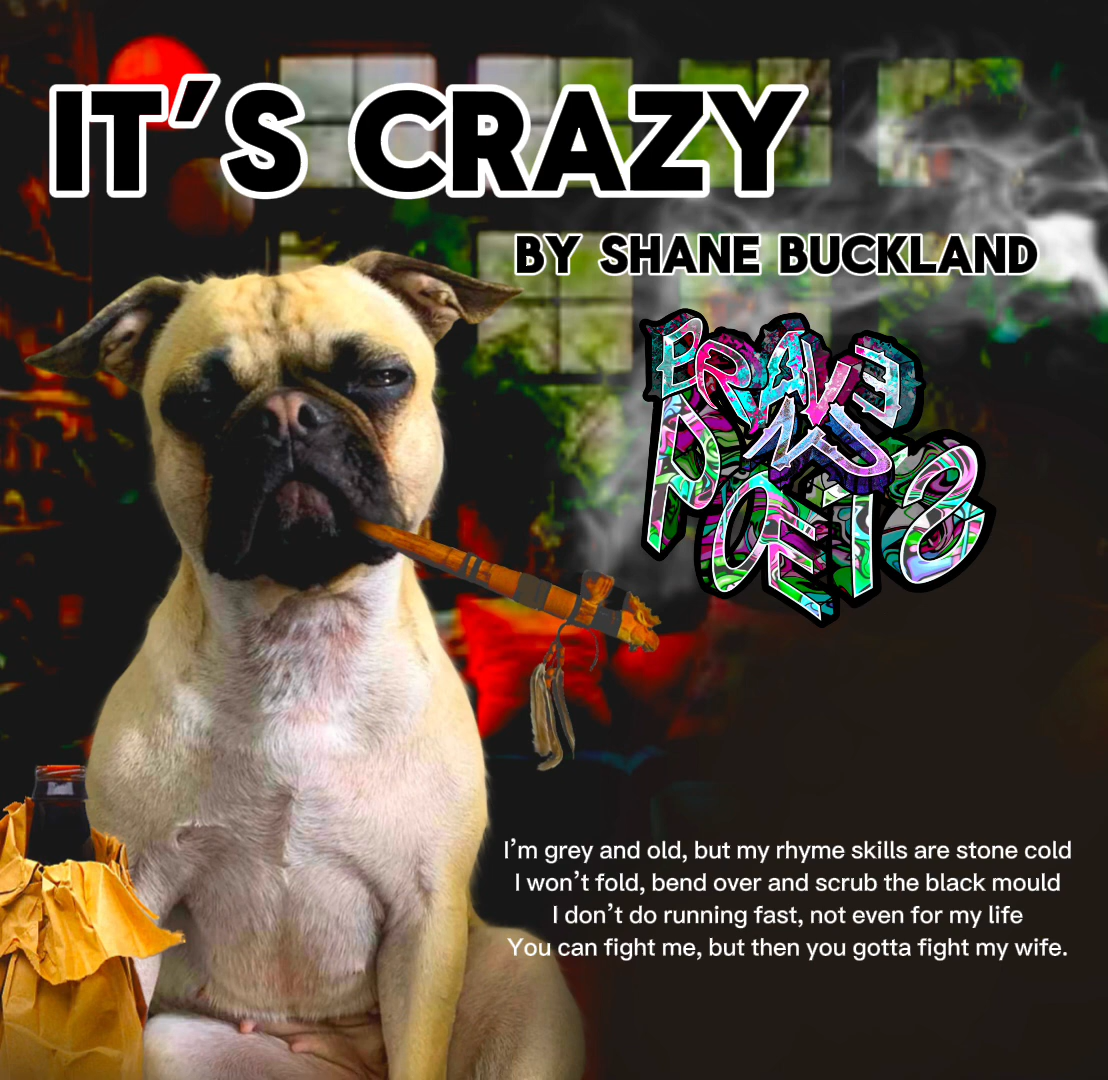 IT'S CRAZY
BY SHANE BUCKLAND
BRAVE
NU
POETS
I'm grey and old, but my rhyme skills are stone cold
I won't fold, bend over and scrub the black mould
I don't do running fast, not even for my life
You can fight me, but then you gotta fight my wife.